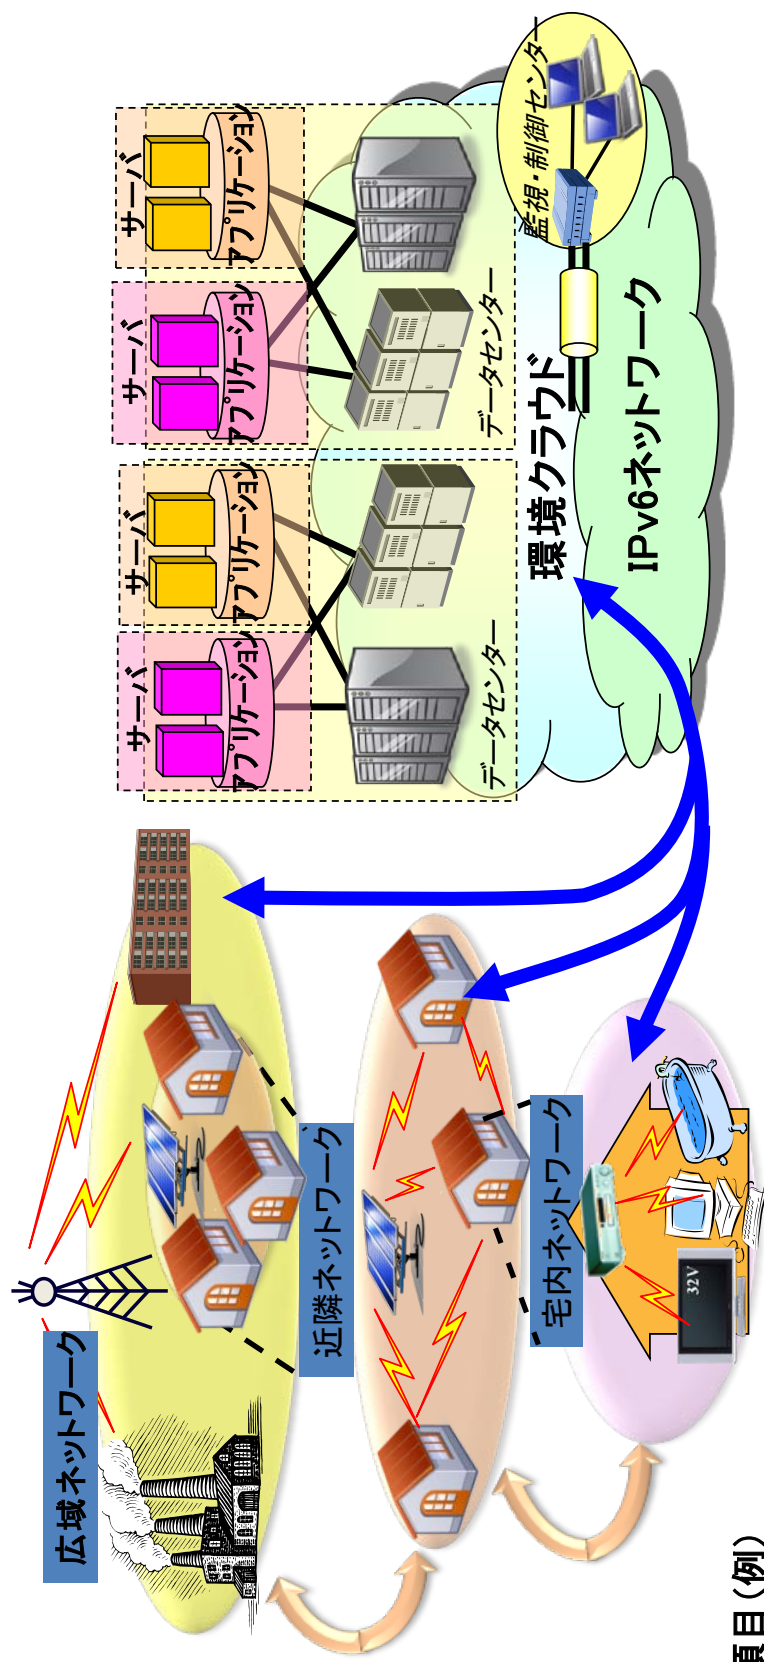 広域ネットワーク
サーバ
サーバ
サーバ
サーバ
アプリケーション
アプリケーション
アプリケーション
アプリケーション
近隣ネットワーク
データセンター
データセンター
監視・制御センター
環境クラウド
宅内ネットワーク
IPv6ネットワーク
32V
項目（例）